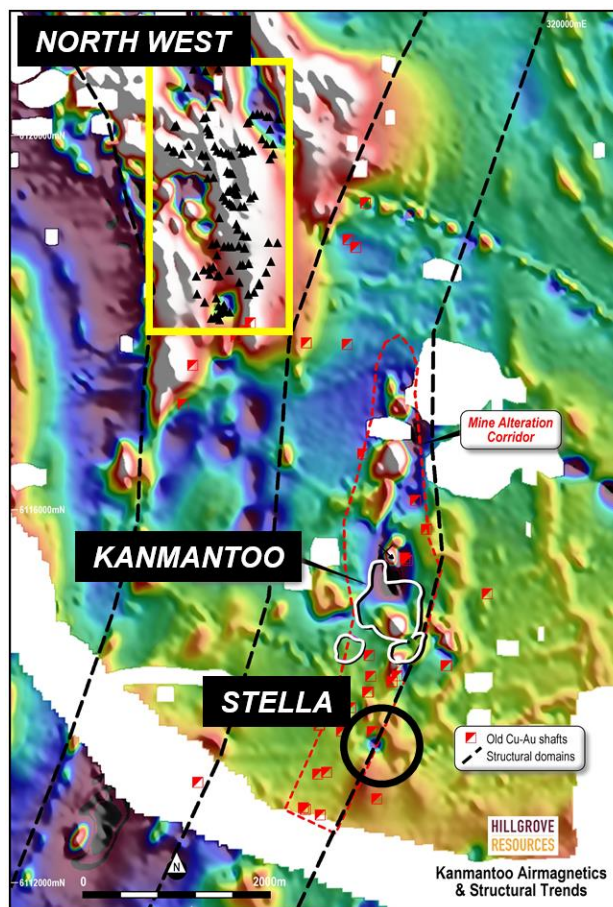 NORTH WEST
320000mE
6120000mN
Mine Alteration
Corridor
6116000mN
KANMANTOO
STELLA
Old Cu-Au shafts
Structural domains
HILLGROVE
RESOURCES
Kanmantoo Airmagnetics
& Structural Trends
6112000mN
N
0
2000m